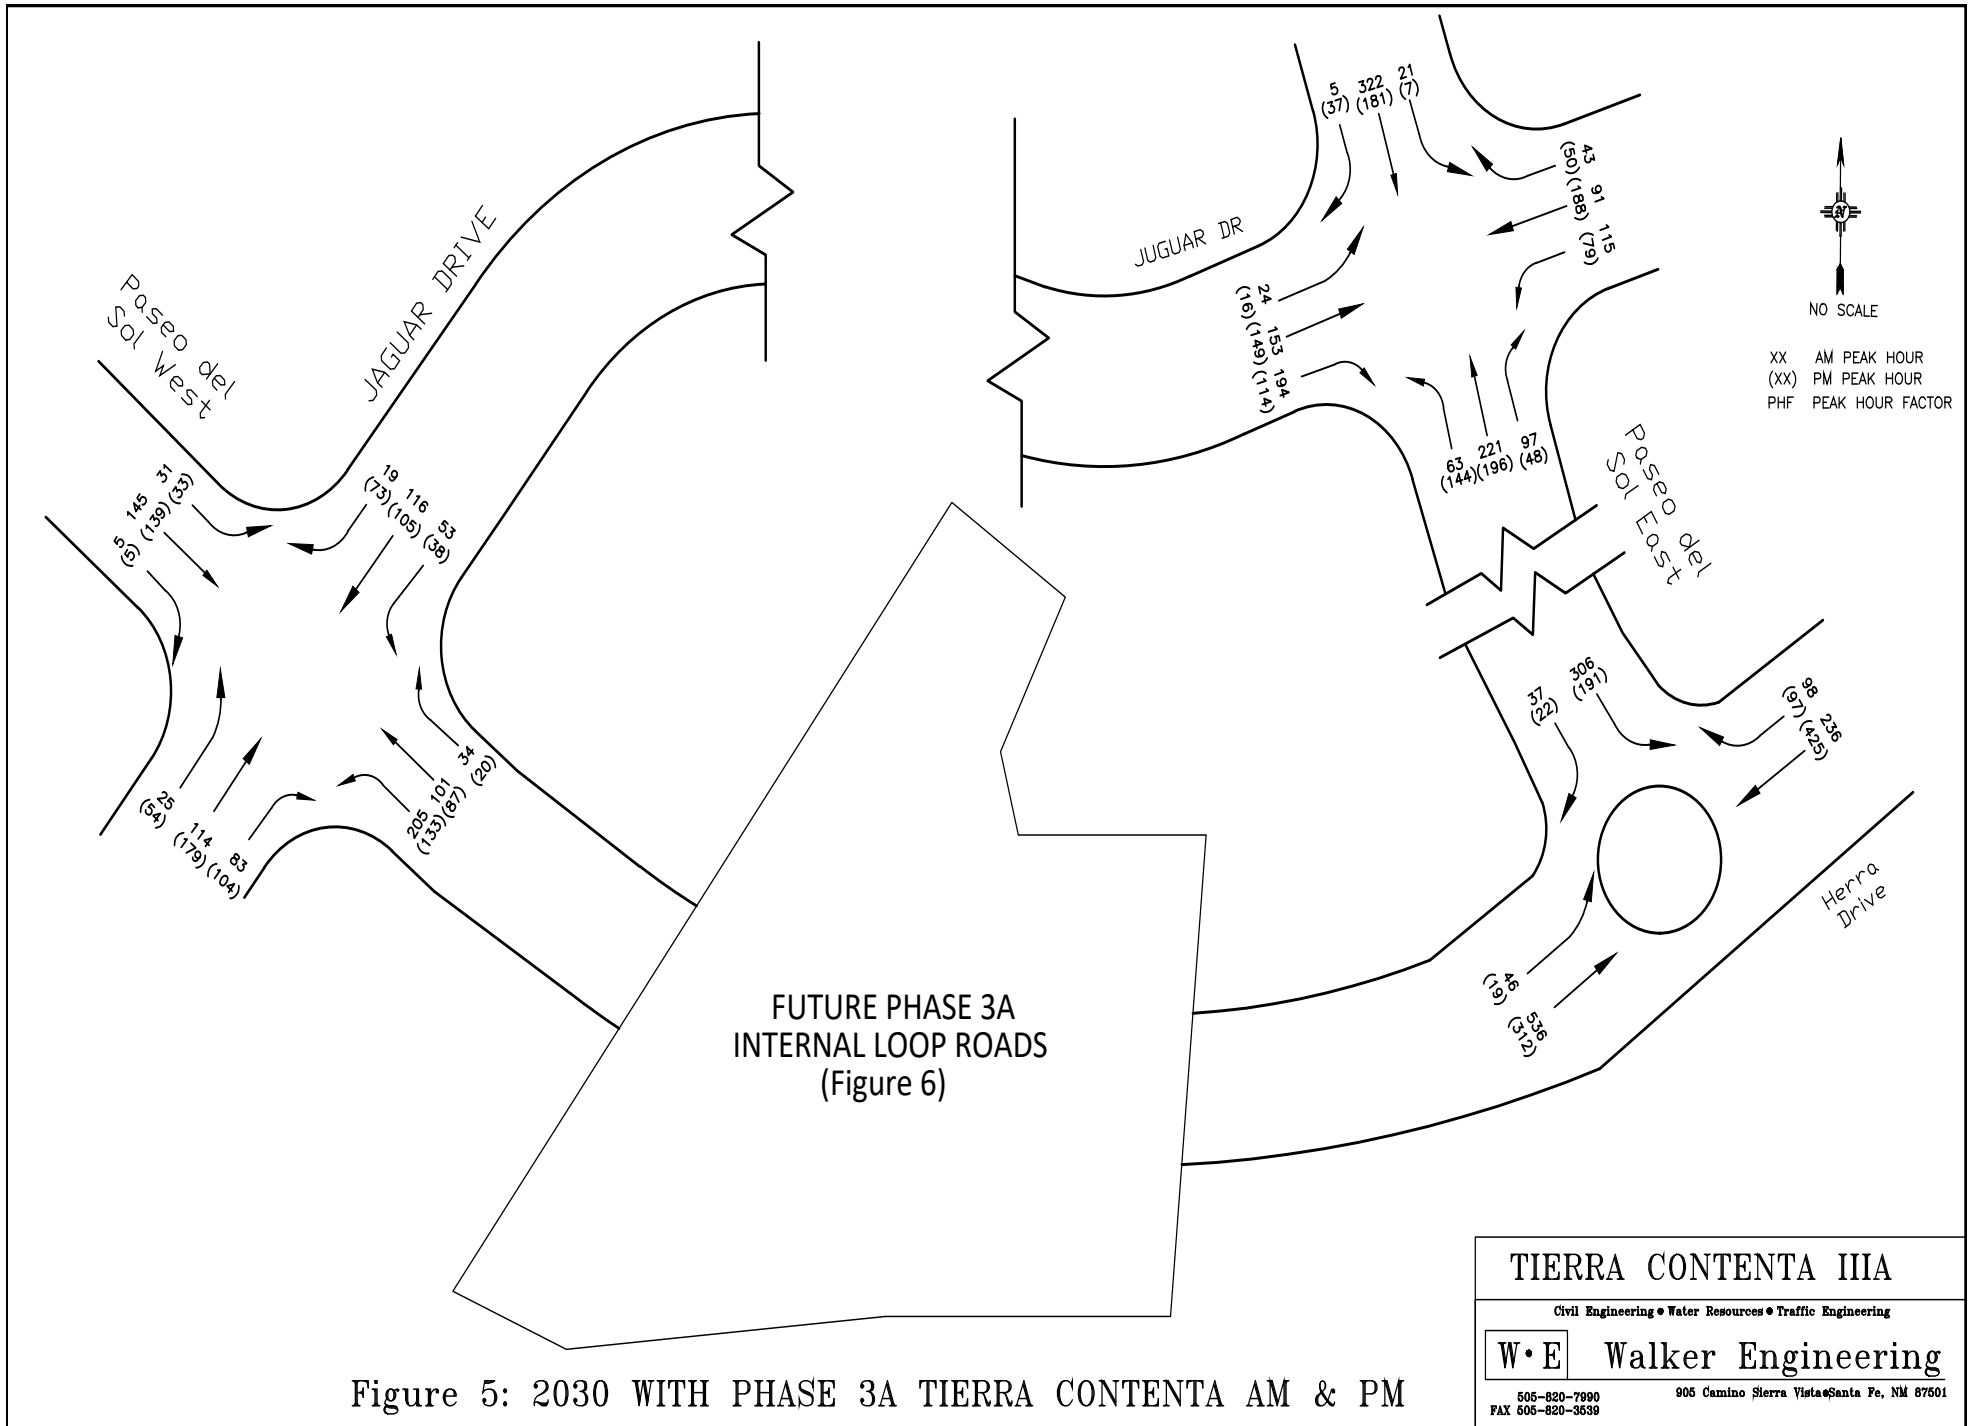 Paseo del
Sol West
JAGUAR DRIVE
JUGUAR DR
5 322 21
(37) (181) (7)
43 91 115
(50) (188) (79)
24 153 194
(16) (149) (114)
63 221 97
(144) (196) (48)
NO SCALE
N
XX AM PEAK HOUR
(XX) PM PEAK HOUR
PHF PEAK HOUR FACTOR
Paseo del
Sol East
5 145 31
(5) (139) (33)
19 116 53
(73) (105) (38)
25 114 83
(54) (179) (104)
205 101 34
(133) (87) (20)
37 306
(22) (191)
98 236
(97) (425)
46 536
(19) (312)
Herra
Drive
FUTURE PHASE 3A
INTERNAL LOOP ROADS
(Figure 6)
TIERRA CONTENTA IIIA
Civil Engineering • Water Resources • Traffic Engineering
W•E Walker Engineering
505-820-7990
FAX 505-820-3539
905 Camino Sierra Vista•Santa Fe, NM 87501
Figure 5: 2030 WITH PHASE 3A TIERRA CONTENTA AM & PM